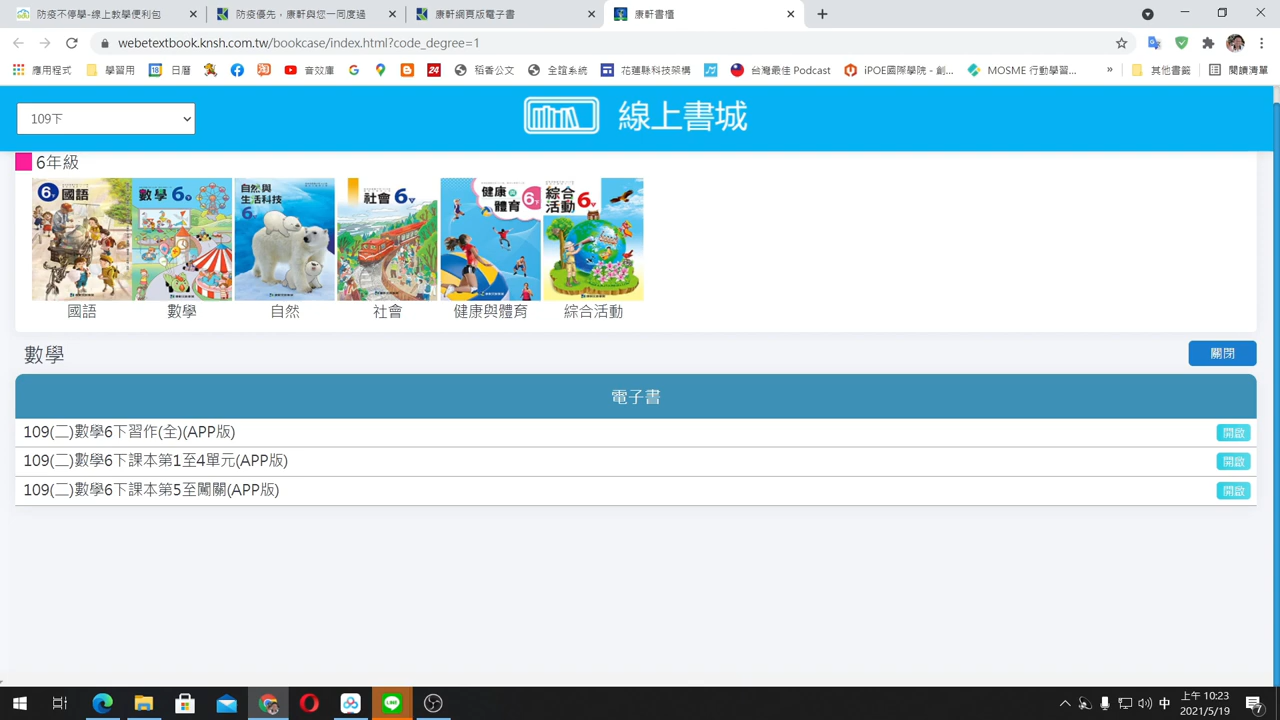 防疫不停學-線上教學便利包
防疫優先，康軒與您一同度過
康軒網頁版電子書
康軒書櫃
webetextbook.knsh.com.tw/bookcase/index.html?code_degree=1
應用程式
學習用
日曆
音效庫
稻香公文
全誼系統
花蓮縣科技架構
台灣最佳 Podcast
iPOE國際學院 - 創...
MOSME 行動學習...
»
其他書籤
閱讀清單
109下
線上書城
6年級
6下 國語
數學 6下
自然與生活科技 6下
社會 6下
健康與體育 6下
綜合活動 6下
國語
數學
自然
社會
健康與體育
綜合活動
數學
關閉
電子書
109(二)數學6下習作(全)(APP版)
開啟
109(二)數學6下課本第1至4單元(APP版)
開啟
109(二)數學6下課本第5至闖關(APP版)
開啟
中
上午 10:23
2021/5/19
7